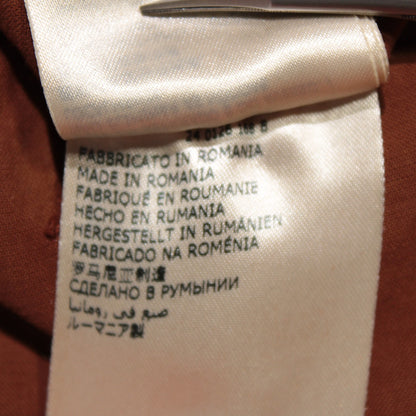 FABBRICATO IN ROMANIA
MADE IN ROMANIA
FABRIQUÉ EN ROUMANIE
HECHO EN RUMANIA
HERGESTELLT IN RUMÄNIEN
FABRICADO NA ROMÉNIA
罗马尼亚制造
СДЕЛАНО В РУМЫНИИ
صنع في رومانيا
ルーマニア製